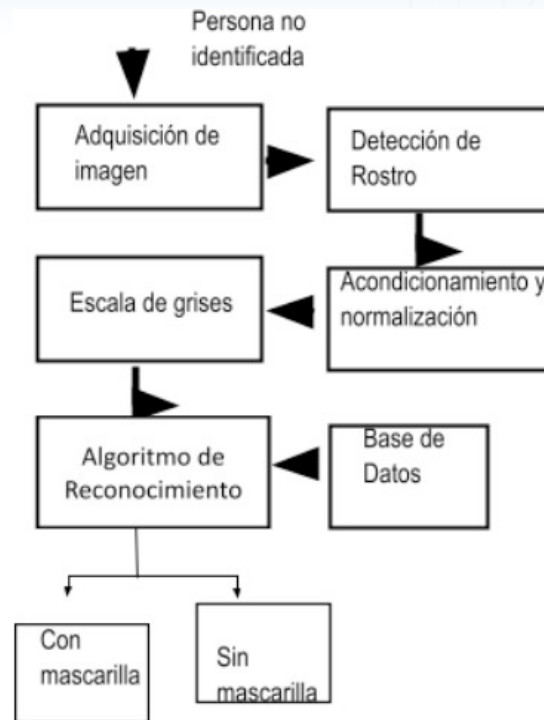 Persona no
identificada
Adquisición de
imagen
Detección de
Rostro
Acondicionamiento y
normalización
Escala de grises
Algoritmo de
Reconocimiento
Base de
Datos
Con
mascarilla
Sin
mascarilla